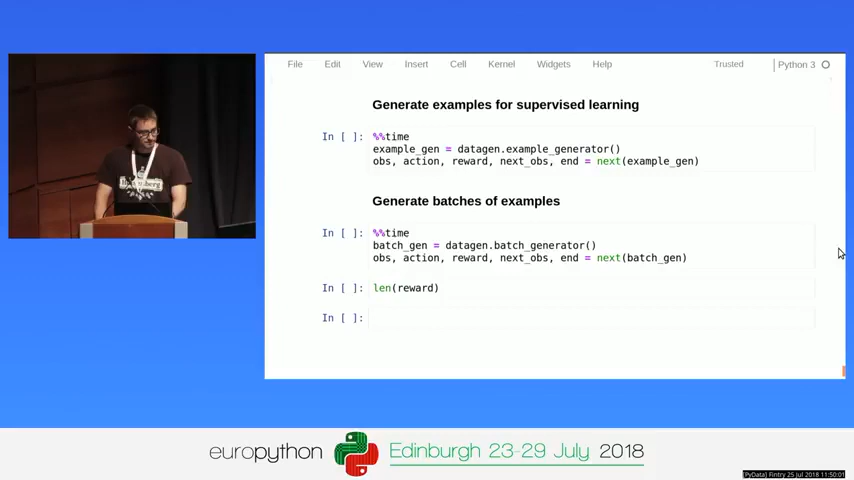 File Edit View Insert Cell Kernel Widgets Help Trusted Python 3
Generate examples for supervised learning
In [ ]: %%time
example_gen = datagen.example_generator()
obs, action, reward, next_obs, end = next(example_gen)
Generate batches of examples
In [ ]: %%time
batch_gen = datagen.batch_generator()
obs, action, reward, next_obs, end = next(batch_gen)
In [ ]: len(reward)
In [ ]:
europython Edinburgh 23-29 July 2018
[PyData] Fintry 25 Jul 2018 11:50:01